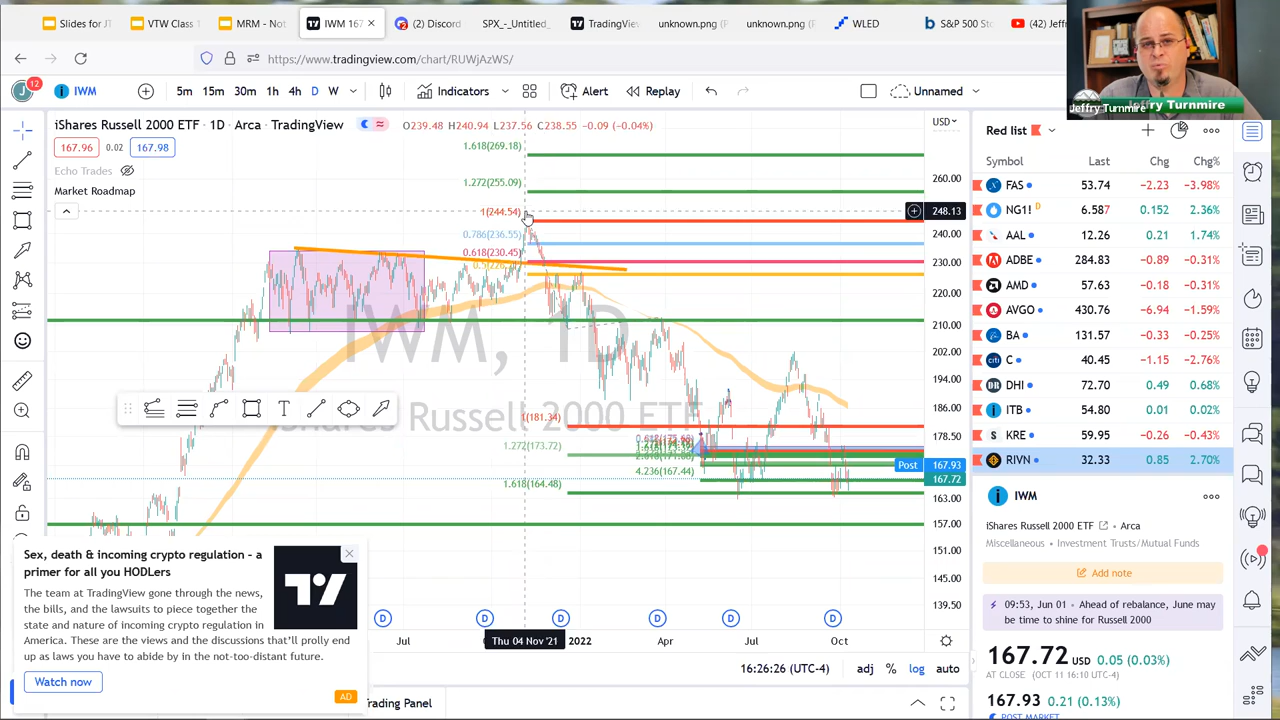 Slides for JT
VTW Class
MRM - Not
IWM 167
(2) Discord
SPX_-_Untitled_
TradingView
unknown.png
unknown.png
WLED
S&P 500 St
(42) Jeff
https://www.tradingview.com/chart/RUWjAzWS/
Jeffry Turnmire
Jeffry Turnmire
J
12
IWM
5m 15m 30m 1h 4h D W
Indicators
Alert
Replay
Unnamed
iShares Russell 2000 ETF · 1D · Arca · TradingView
USD
167.96 0.02 167.98
Echo Trades
Market Roadmap
1.618(269.18)
1.272(255.09)
1(244.54)
0.786(236.55)
0.618(230.45)
1(181.34)
1.272(173.72)
4.236(167.44)
1.618(164.48)
IWM, 1D
iShares Russell 2000 ETF
260.00
248.13
240.00
230.00
220.00
210.00
202.00
194.00
186.00
178.50
Post 167.93
167.72
163.00
157.00
151.00
145.00
139.50
D D D D D D
Jul
Thu 04 Nov '21
2022
Apr
Jul
Oct
16:26:26 (UTC-4)
adj % log auto
Trading Panel
Sex, death & incoming crypto regulation – a
primer for all you HODLers
The team at TradingView gone through the news,
the bills, and the lawsuits to piece together the
state and nature of incoming crypto regulation in
America. These are the views and the discussions that'll prolly end
up as laws you have to abide by in the not-too-distant future.
Watch now
AD
Red list
Symbol Last Chg Chg%
FAS 53.74 −2.23 −3.98%
NG1! D 6.587 0.152 2.36%
AAL 12.26 0.21 1.74%
ADBE 284.83 −0.89 −0.31%
AMD 57.63 −0.18 −0.31%
AVGO 430.76 −6.94 −1.59%
BA 131.57 −0.33 −0.25%
C 40.45 −1.15 −2.76%
DHI 72.70 0.49 0.68%
ITB 54.80 0.01 0.02%
KRE 59.95 −0.26 −0.43%
RIVN 32.33 0.85 2.70%
IWM
iShares Russell 2000 ETF Arca
Miscellaneous · Investment Trusts/Mutual Funds
Add note
09:53, Jun 01 · Ahead of rebalance, June may
be time to shine for Russell 2000
167.72 USD 0.05 (0.03%)
AT CLOSE (OCT 11 16:10 UTC-4)
167.93 0.21 (0.13%)
POST MARKET